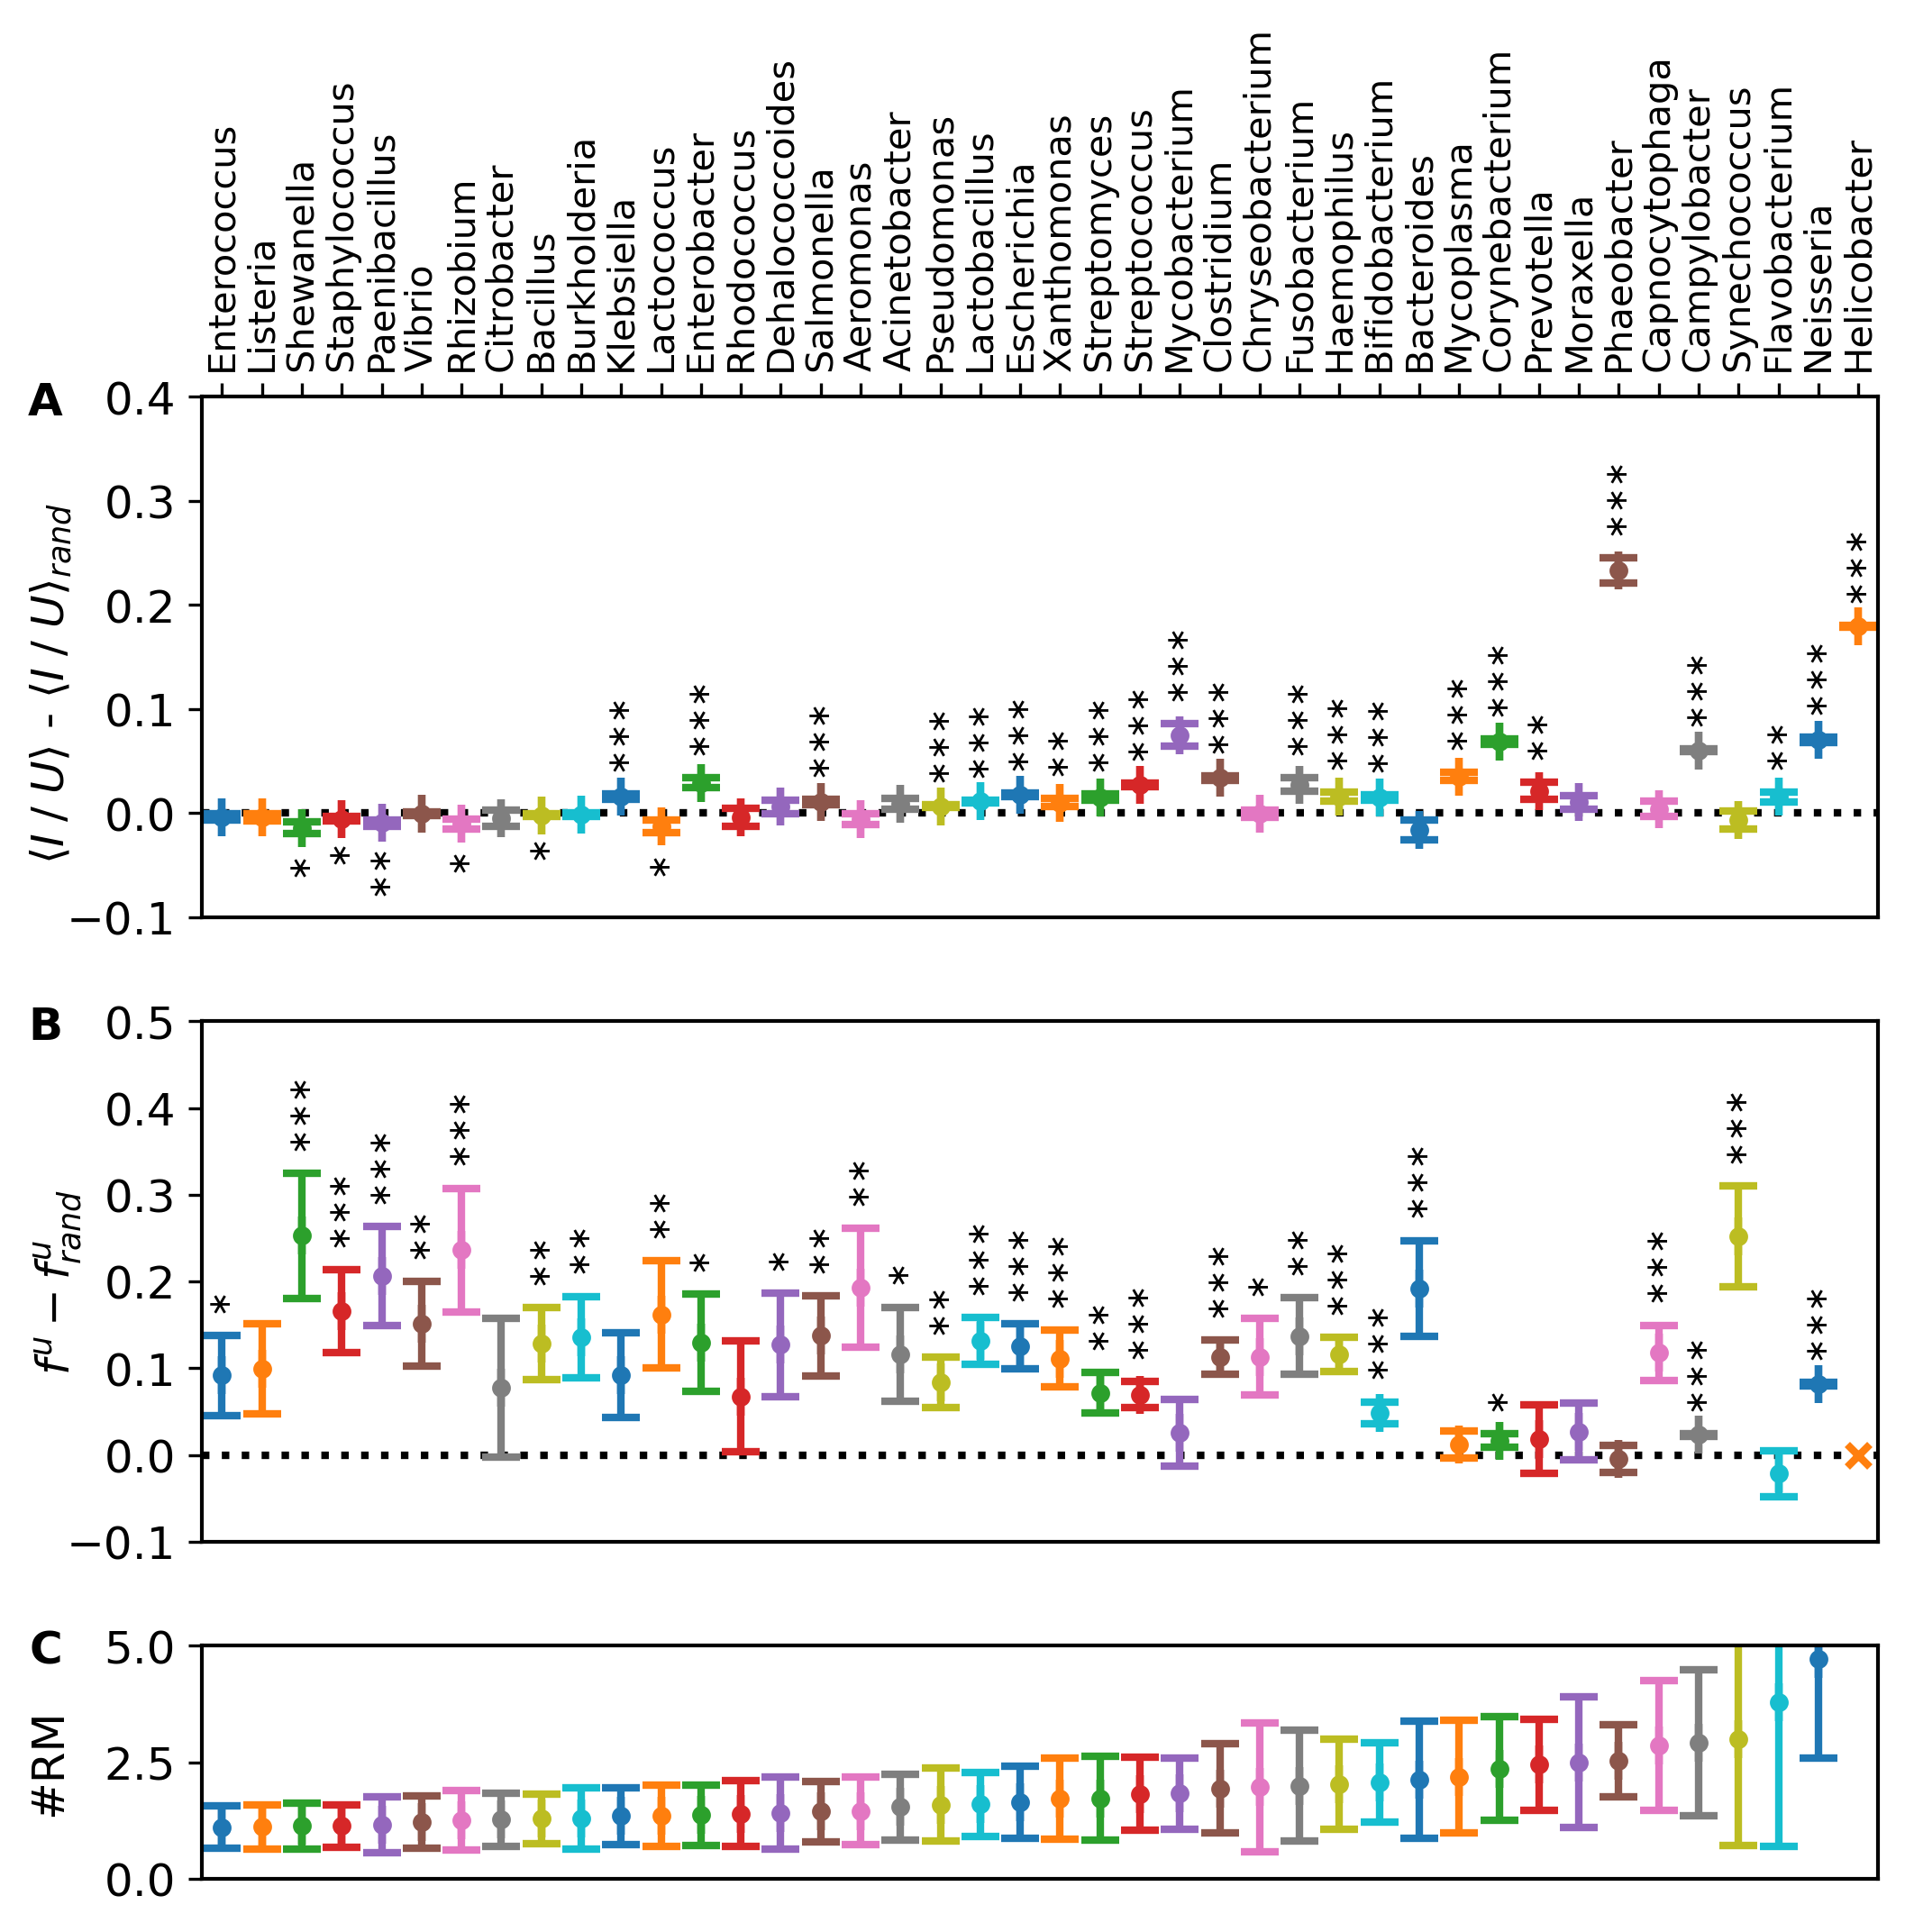 Enterococcus
Listeria
Shewanella
Staphylococcus
Paenibacillus
Vibrio
Rhizobium
Citrobacter
Bacillus
Burkholderia
Klebsiella
Lactococcus
Enterobacter
Rhodococcus
Dehalococcoides
Salmonella
Aeromonas
Acinetobacter
Pseudomonas
Lactobacillus
Escherichia
Xanthomonas
Streptomyces
Streptococcus
Mycobacterium
Clostridium
Chryseobacterium
Fusobacterium
Haemophilus
Bifidobacterium
Bacteroides
Mycoplasma
Corynebacterium
Prevotella
Moraxella
Phaeobacter
Capnocytophaga
Campylobacter
Synechococcus
Flavobacterium
Neisseria
Helicobacter
A
0.4
0.3
0.2
0.1
0.0
−0.1
⟨I / U⟩ - ⟨I / U⟩rand
*
*
**
*
*
***
*
***
***
***
***
***
**
***
***
***
***
***
***
***
***
***
**
***
***
**
***
***
B
0.5
0.4
0.3
0.2
0.1
0.0
−0.1
f^u − f^u_rand
*
***
***
***
**
***
**
**
**
*
*
**
**
*
**
***
***
***
**
***
***
*
**
***
***
***
*
***
***
***
***
C
5.0
2.5
0.0
#RM